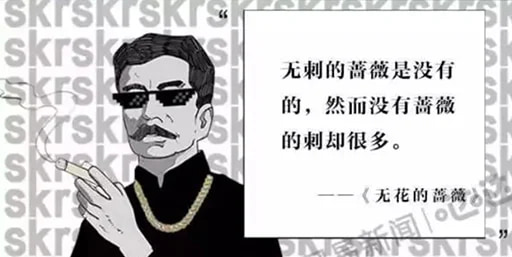 skrskrskrskr
“
无刺的蔷薇是没有
的，然而没有蔷薇
的刺却很多。
——《无花的蔷薇》
”